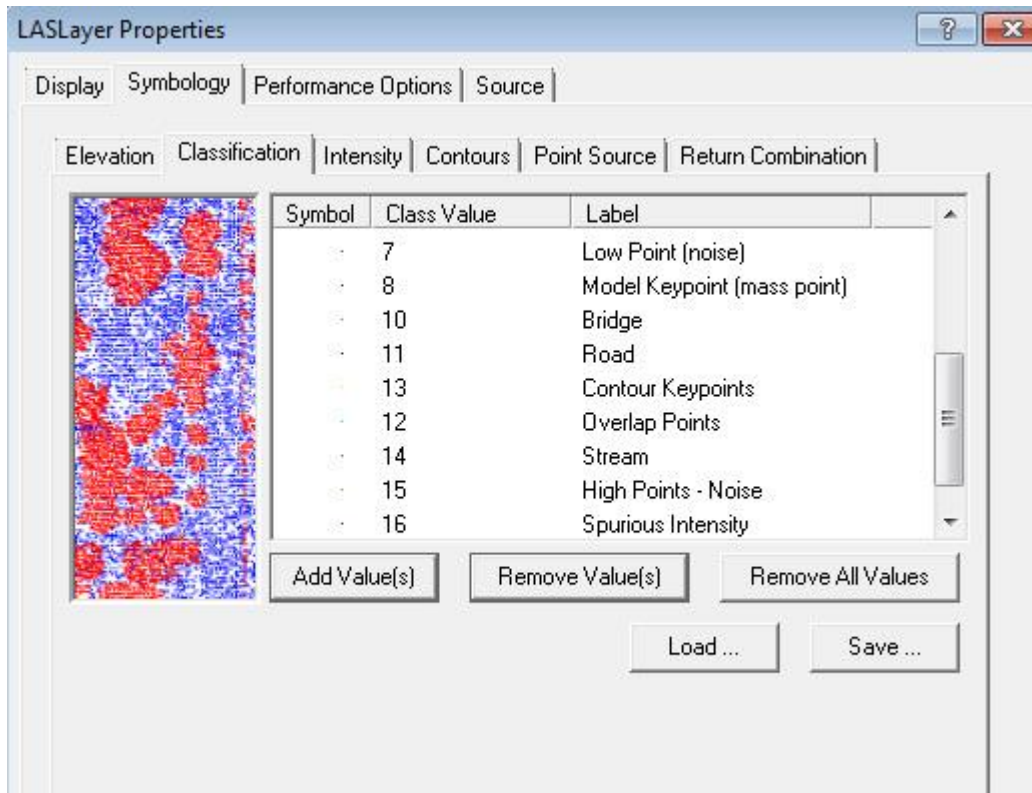 LASLayer Properties
Display Symbology Performance Options Source
Elevation Classification Intensity Contours Point Source Return Combination
Symbol Class Value Label
7 Low Point (noise)
8 Model Keypoint (mass point)
10 Bridge
11 Road
13 Contour Keypoints
12 Overlap Points
14 Stream
15 High Points - Noise
16 Spurious Intensity
Add Value(s) Remove Value(s) Remove All Values
Load ... Save ...